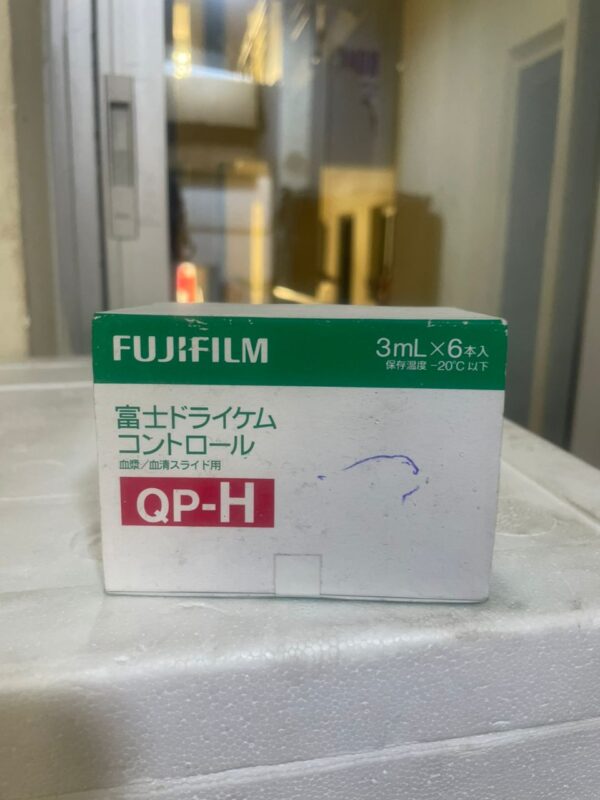 FUJIFILM
3mL×6本入
保存温度 -20℃ 以下
富士ドライケム
コントロール
血漿/血清スライド用
QP-H